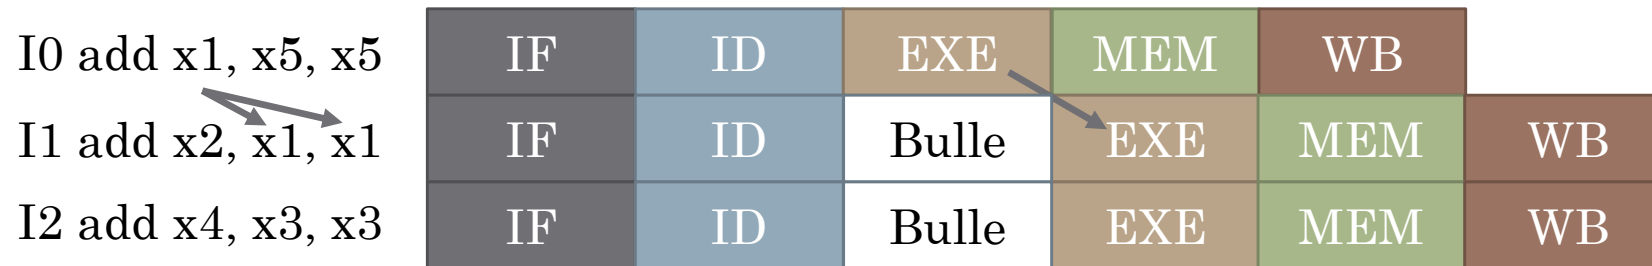 I0 add x1, x5, x5 IF ID EXE MEM WB
I1 add x2, x1, x1 IF ID Bulle EXE MEM WB
I2 add x4, x3, x3 IF ID Bulle EXE MEM WB